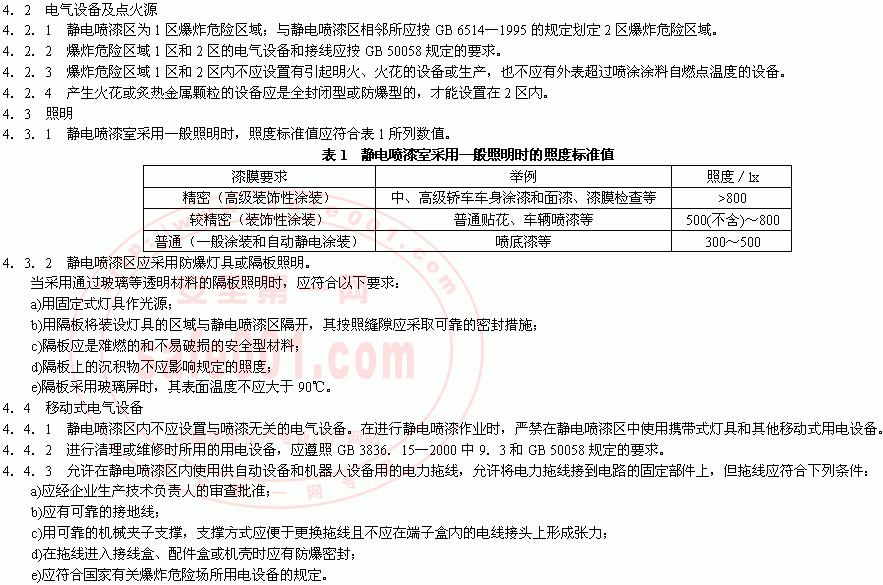 4．2　电气设备及点火源
4．2．1　静电喷漆区为1区爆炸危险区域；与静电喷漆区相邻所应按GB 6514—1995的规定划定2区爆炸危险区域。
4．2．2　爆炸危险区域1区和2区的电气设备和接线应按GB 50058规定的要求。
4．2．3　爆炸危险区域1区和2区内不应设置有引起明火、火花的设备或生产，也不应有外表超过喷涂涂料自燃点温度的设备。
4．2．4　产生火花或炙热金属颗粒的设备应是全封闭型或防爆型的，才能设置在2区内。
4．3　照明
4．3．1　静电喷漆室采用一般照明时，照度标准值应符合表1所列数值。
表1　静电喷漆室采用一般照明时的照度标准值
漆膜要求　举例　照度／lx
精密（高级装饰性涂装）　中、高级轿车车身涂漆和面漆、漆膜检查等　>800
较精密（装饰性涂装）　普通贴花、车辆喷漆等　500(不含)～800
普通（一般涂装和自动静电涂装）　喷底漆等　300～500
4．3．2　静电喷漆区应采用防爆灯具或隔板照明。
当采用通过玻璃等透明材料的隔板照明时，应符合以下要求：
a)用固定式灯具作光源；
b)用隔板将装设灯具的区域与静电喷漆区隔开，其按照缝隙应采取可靠的密封措施；
c)隔板应是难燃的和不易破损的安全型材料；
d)隔板上的沉积物不应影响规定的照度；
e)隔板采用玻璃屏时，其表面温度不应大于90℃。
4．4　移动式电气设备
4．4．1　静电喷漆区内不应设置与喷漆无关的电气设备。在进行静电喷漆作业时，严禁在静电喷漆区中使用携带式灯具和其他移动式用电设备。
4．4．2　进行清理或维修时所用的用电设备，应遵照GB 3836．15—2000中9．3和GB 50058规定的要求。
4．4．3　允许在静电喷漆区内使用供自动设备和机器人设备用的电力拖线，允许将电力拖线接到电路的固定部件上，但拖线应符合下列条件：
a)应经企业生产技术负责人的审查批准；
b)应有可靠的接地线；
c)用可靠的机械夹子支撑，支撑方式应便于更换拖线且不应在端子盒内的电线接头上形成张力；
d)在拖线进入接线盒、配件盒或机壳时应有防爆密封；
e)应符合国家有关爆炸危险场所用电设备的规定。
安全第一网
safe001.com